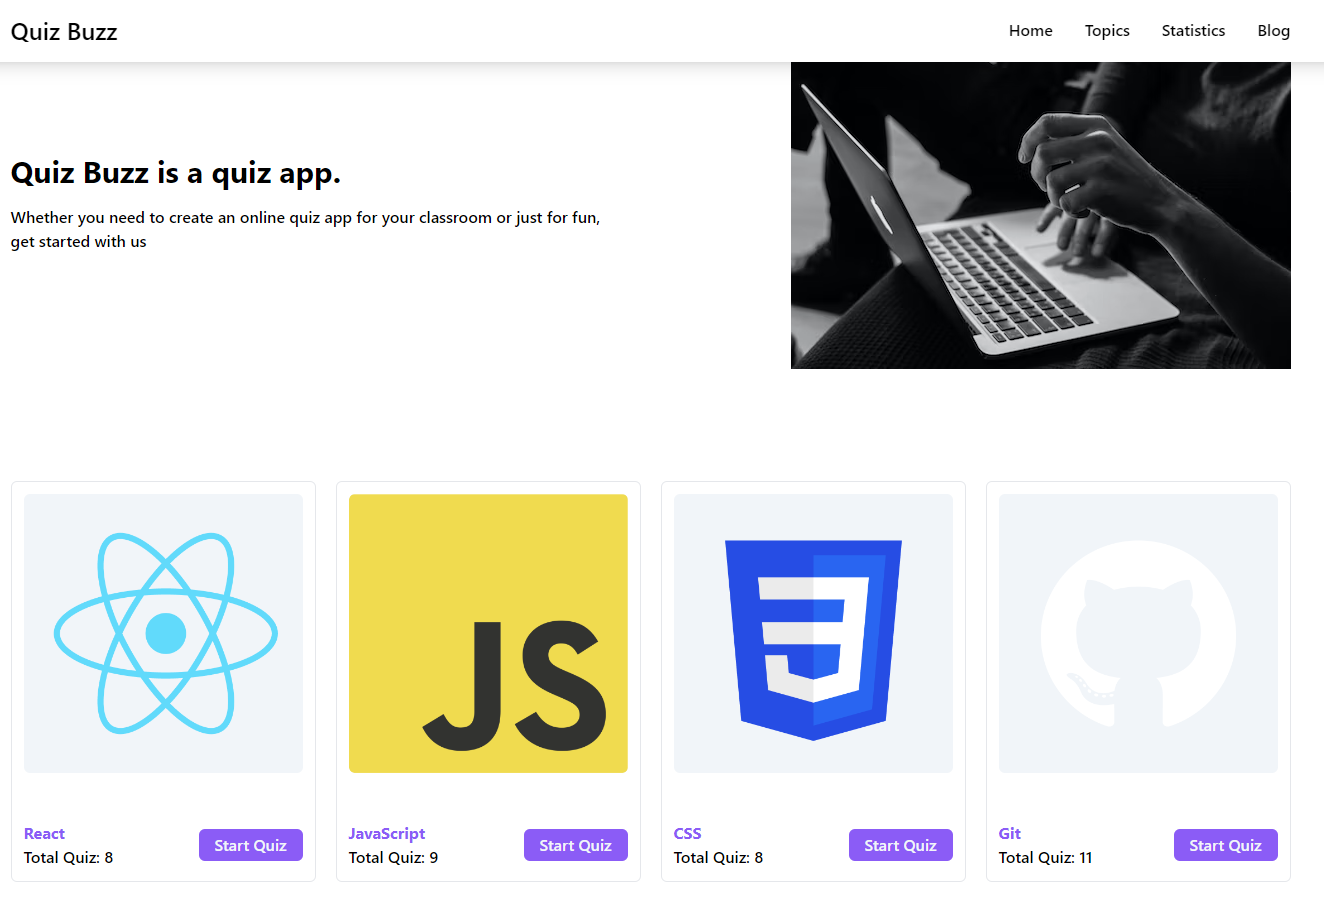 Quiz Buzz
Home Topics Statistics Blog
Quiz Buzz is a quiz app.
Whether you need to create an online quiz app for your classroom or just for fun,
get started with us
JS
React
Total Quiz: 8
Start Quiz
JavaScript
Total Quiz: 9
Start Quiz
CSS
Total Quiz: 8
Start Quiz
Git
Total Quiz: 11
Start Quiz